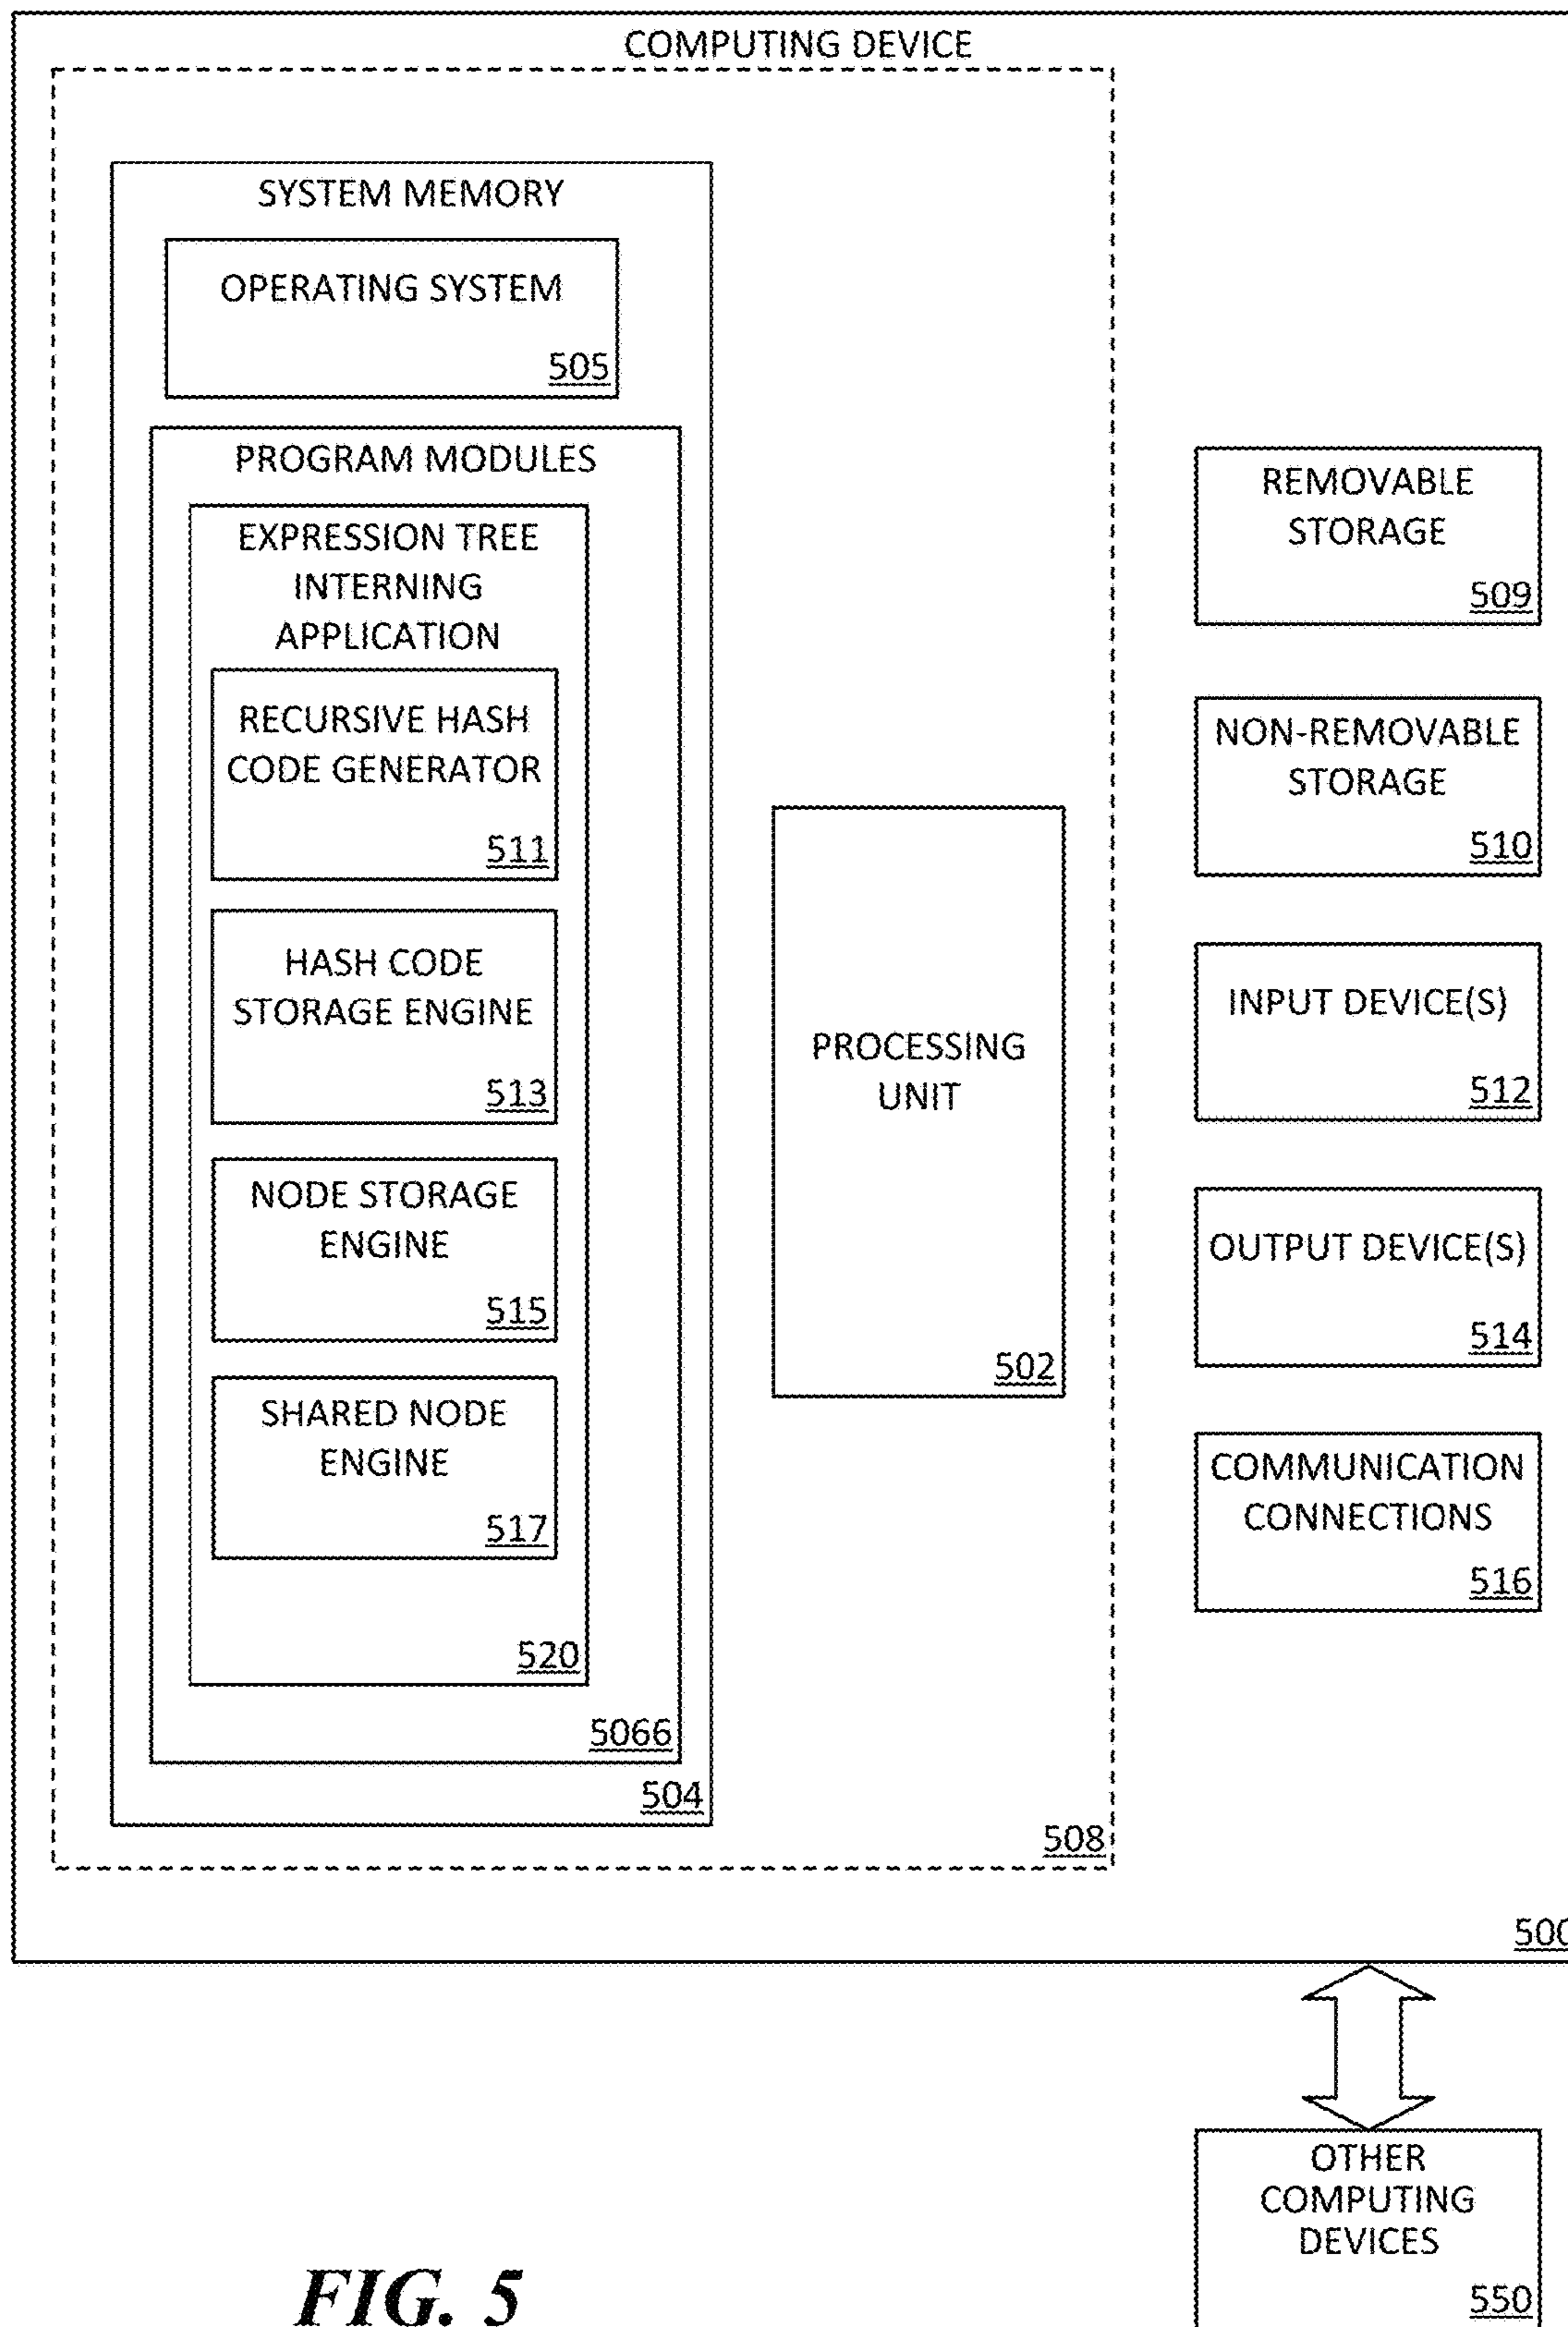 COMPUTING DEVICE
SYSTEM MEMORY
OPERATING SYSTEM
505
PROGRAM MODULES
EXPRESSION TREE
INTERNING
APPLICATION
RECURSIVE HASH
CODE GENERATOR
511
HASH CODE
STORAGE ENGINE
513
NODE STORAGE
ENGINE
515
SHARED NODE
ENGINE
517
520
5066
504
PROCESSING
UNIT
502
508
REMOVABLE
STORAGE
509
NON-REMOVABLE
STORAGE
510
INPUT DEVICE(S)
512
OUTPUT DEVICE(S)
514
COMMUNICATION
CONNECTIONS
516
500
OTHER
COMPUTING
DEVICES
550
FIG. 5